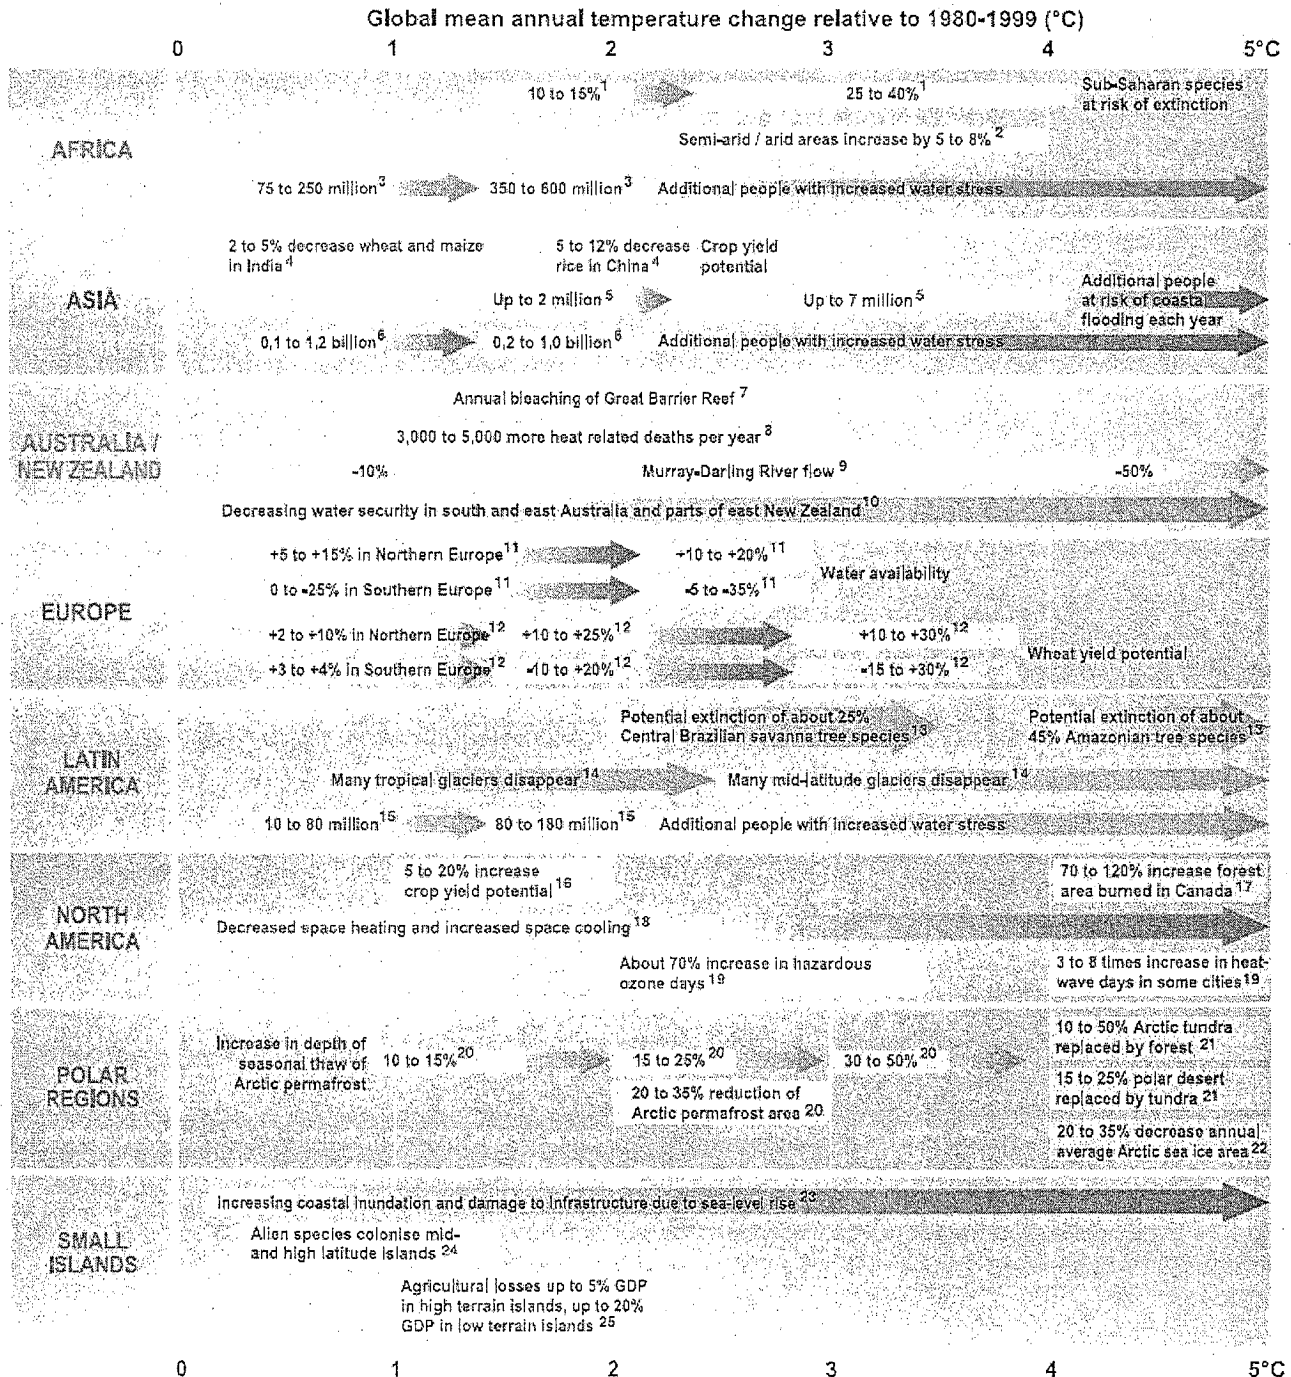 Global mean annual temperature change relative to 1980-1999 (°C)
0 1 2 3 4 5°C
AFRICA
10 to 15%1 25 to 40%1 Sub-Saharan species
at risk of extinction
Semi-arid / arid areas increase by 5 to 8% 2
75 to 250 million3 350 to 600 million3 Additional people with increased water stress
ASIA
2 to 5% decrease wheat and maize
in India 4
5 to 12% decrease
rice in China 4
Crop yield
potential
Up to 2 million 5 Up to 7 million 5
Additional people
at risk of coastal
flooding each year
0,1 to 1,2 billion6 0,2 to 1,0 billion6 Additional people with increased water stress
AUSTRALIA /
NEW ZEALAND
Annual bleaching of Great Barrier Reef 7
3,000 to 5,000 more heat related deaths per year 8
-10% Murray-Darling River flow 9 -50%
Decreasing water security in south and east Australia and parts of east New Zealand10
EUROPE
+5 to +15% in Northern Europe11 +10 to +20%11
Water availability
0 to -25% in Southern Europe11 -5 to -35%11
+2 to +10% in Northern Europe12 +10 to +25%12 +10 to +30%12
Wheat yield potential
+3 to +4% in Southern Europe12 -10 to +20%12 -15 to +30%12
LATIN
AMERICA
Potential extinction of about 25%
Central Brazilian savanna tree species13
Potential extinction of about
45% Amazonian tree species13
Many tropical glaciers disappear14 Many mid-latitude glaciers disappear14
10 to 80 million15 80 to 180 million15 Additional people with increased water stress
NORTH
AMERICA
5 to 20% increase
crop yield potential 16
70 to 120% increase forest
area burned in Canada 17
Decreased space heating and increased space cooling 18
About 70% increase in hazardous
ozone days 19
3 to 8 times increase in heat-
wave days in some cities19
POLAR
REGIONS
Increase in depth of
seasonal thaw of
Arctic permafrost
10 to 15%20 15 to 25%20 30 to 50%20
10 to 50% Arctic tundra
replaced by forest 21
20 to 35% reduction of
Arctic permafrost area 20
15 to 25% polar desert
replaced by tundra 21
20 to 35% decrease annual
average Arctic sea ice area22
SMALL
ISLANDS
Increasing coastal inundation and damage to infrastructure due to sea-level rise 23
Alien species colonise mid-
and high latitude islands 24
Agricultural losses up to 5% GDP
in high terrain islands, up to 20%
GDP in low terrain islands 25
0 1 2 3 4 5°C